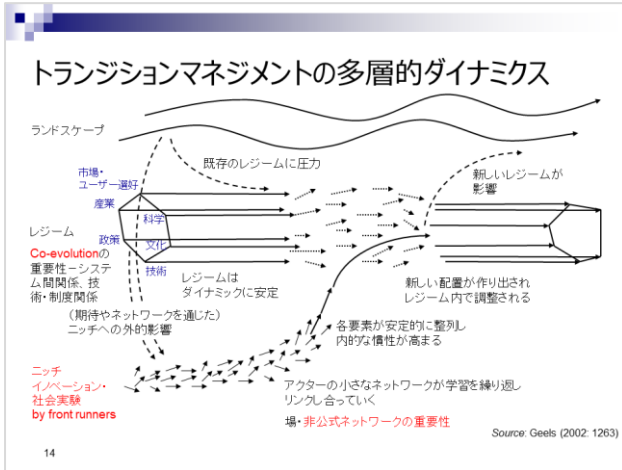 トランジションマネジメントの多層的ダイナミクス
ランドスケープ
既存のレジームに圧力
新しいレジームが
影響
市場・
ユーザー選好
産業
科学
レジーム
政策
文化
技術
Co-evolutionの
重要性－システ
ム間関係、技
術・制度関係
レジームは
ダイナミックに安定
新しい配置が作り出され
レジーム内で調整される
（期待やネットワークを通じた）
ニッチへの外的影響
各要素が安定的に整列し
内的な慣性が高まる
ニッチ
イノベーション・
社会実験
by front runners
アクターの小さなネットワークが学習を繰り返し
リンクし合っていく
場・非公式ネットワークの重要性
Source: Geels (2002: 1263)
14